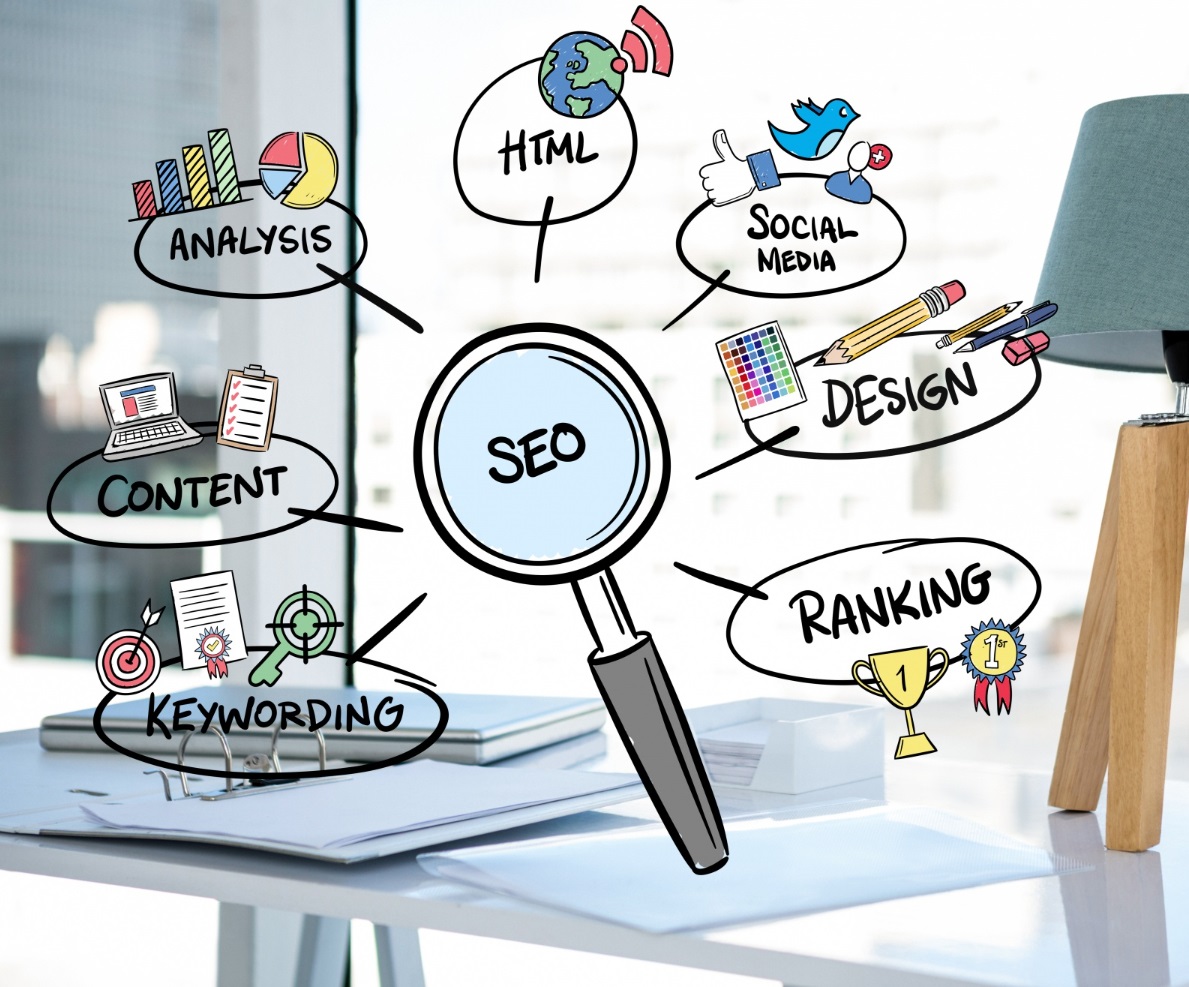 HTML
ANALYSIS
SOCIAL
MEDIA
DESIGN
SEO
CONTENT
RANKING
KEYWORDING
1
1ST